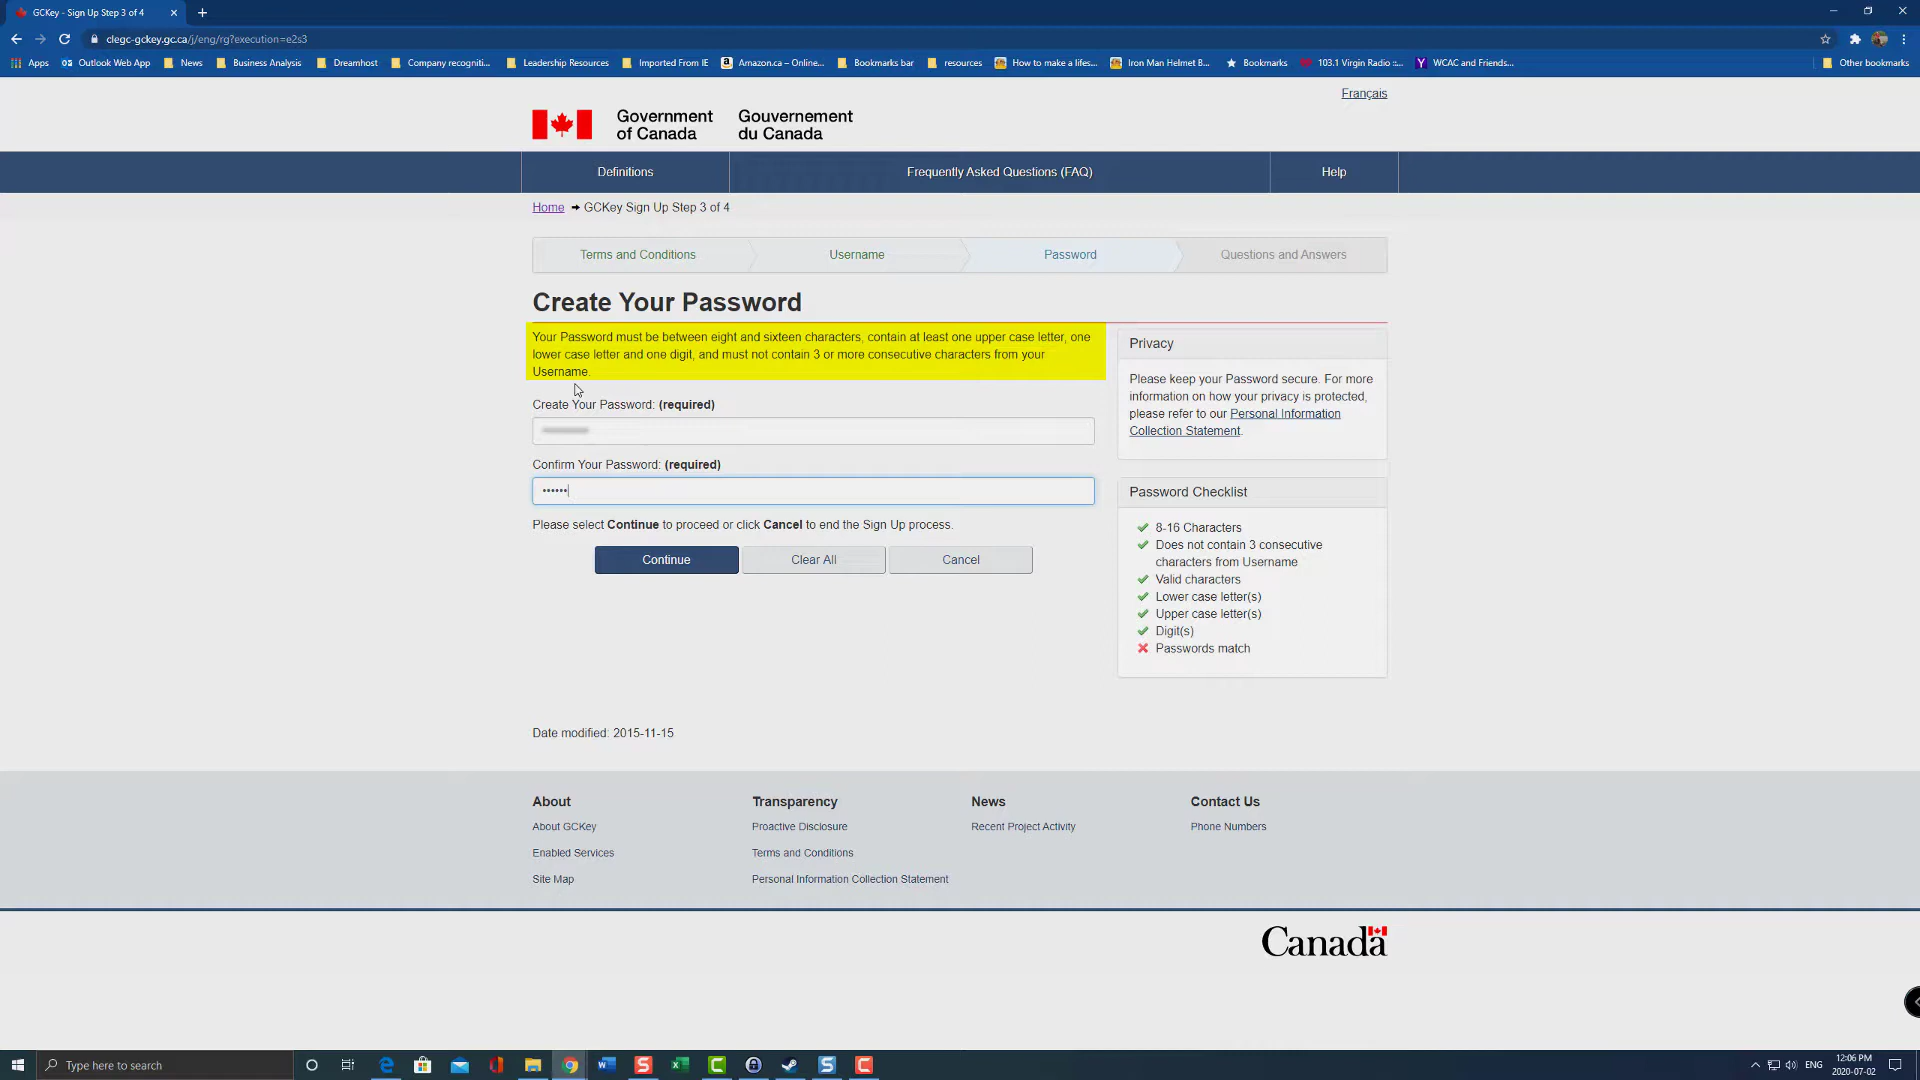 GCKey - Sign Up Step 3 of 4
clegc-gckey.gc.ca/j/eng/rg?execution=e2s3
Apps Outlook Web App News Business Analysis Dreamhost Company recogniti... Leadership Resources Imported From IE Amazon.ca – Online... Bookmarks bar resources How to make a lifes... Iron Man Helmet B... Bookmarks 103.1 Virgin Radio ::... WCAC and Friends... Other bookmarks
Français
Government Gouvernement
of Canada du Canada
Definitions Frequently Asked Questions (FAQ) Help
Home GCKey Sign Up Step 3 of 4
Terms and Conditions Username Password Questions and Answers
Create Your Password
Your Password must be between eight and sixteen characters, contain at least one upper case letter, one
lower case letter and one digit, and must not contain 3 or more consecutive characters from your
Username.
Create Your Password: (required)
Confirm Your Password: (required)
••••••
Please select Continue to proceed or click Cancel to end the Sign Up process.
Continue Clear All Cancel
Privacy
Please keep your Password secure. For more
information on how your privacy is protected,
please refer to our Personal Information
Collection Statement.
Password Checklist
8-16 Characters
Does not contain 3 consecutive
characters from Username
Valid characters
Lower case letter(s)
Upper case letter(s)
Digit(s)
Passwords match
Date modified: 2015-11-15
About Transparency News Contact Us
About GCKey Proactive Disclosure Recent Project Activity Phone Numbers
Enabled Services Terms and Conditions
Site Map Personal Information Collection Statement
Canada
Type here to search
ENG
12:06 PM
2020-07-02